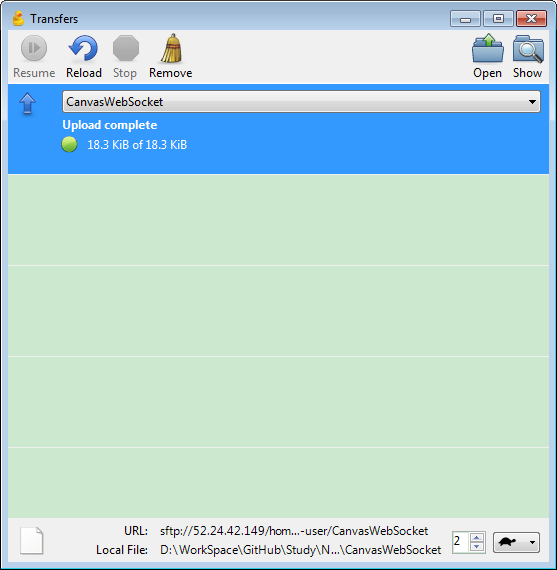 Transfers
Resume Reload Stop Remove Open Show
CanvasWebSocket
Upload complete
18.3 KiB of 18.3 KiB
URL: sftp://52.24.42.149/hom...-user/CanvasWebSocket
Local File: D:\WorkSpace\GitHub\Study\N...\CanvasWebSocket
2